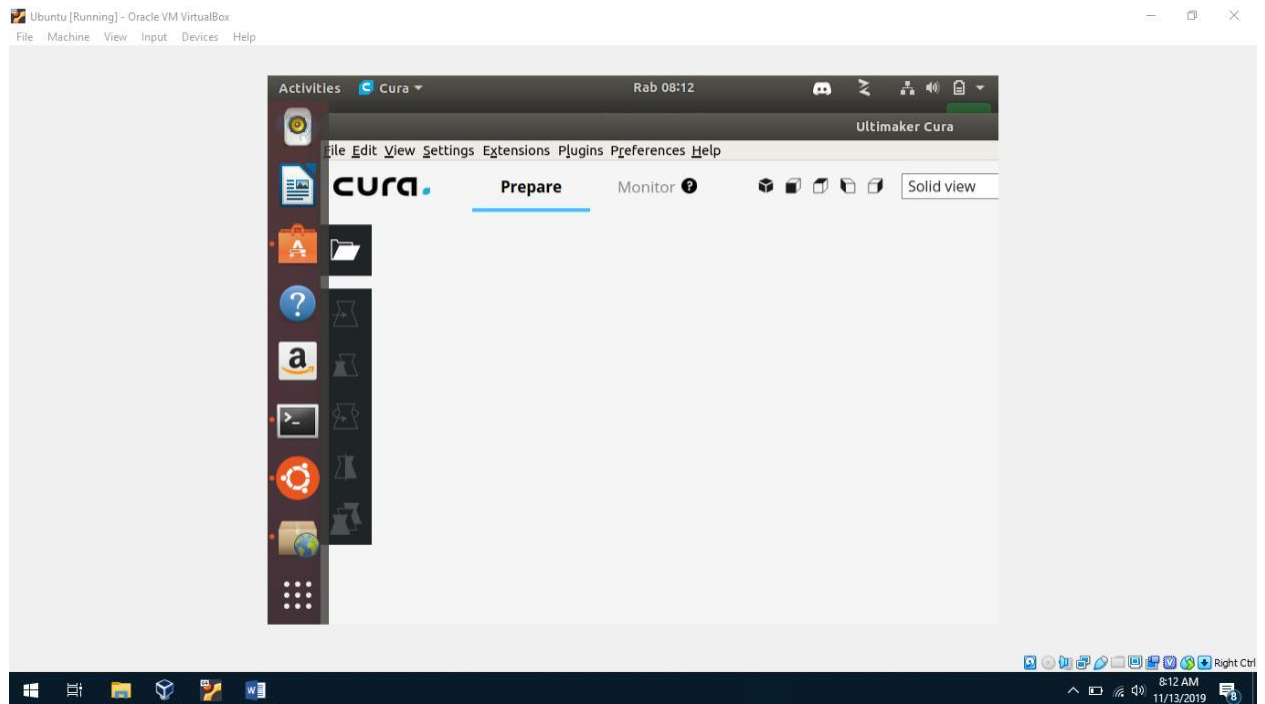 Ubuntu [Running] - Oracle VM VirtualBox
File Machine View Input Devices Help
Activities Cura Rab 08:12
Ultimaker Cura
File Edit View Settings Extensions Plugins Preferences Help
cura. Prepare Monitor ? Solid view
A
?
a
>_
Right Ctrl
W
8:12 AM
11/13/2019
8